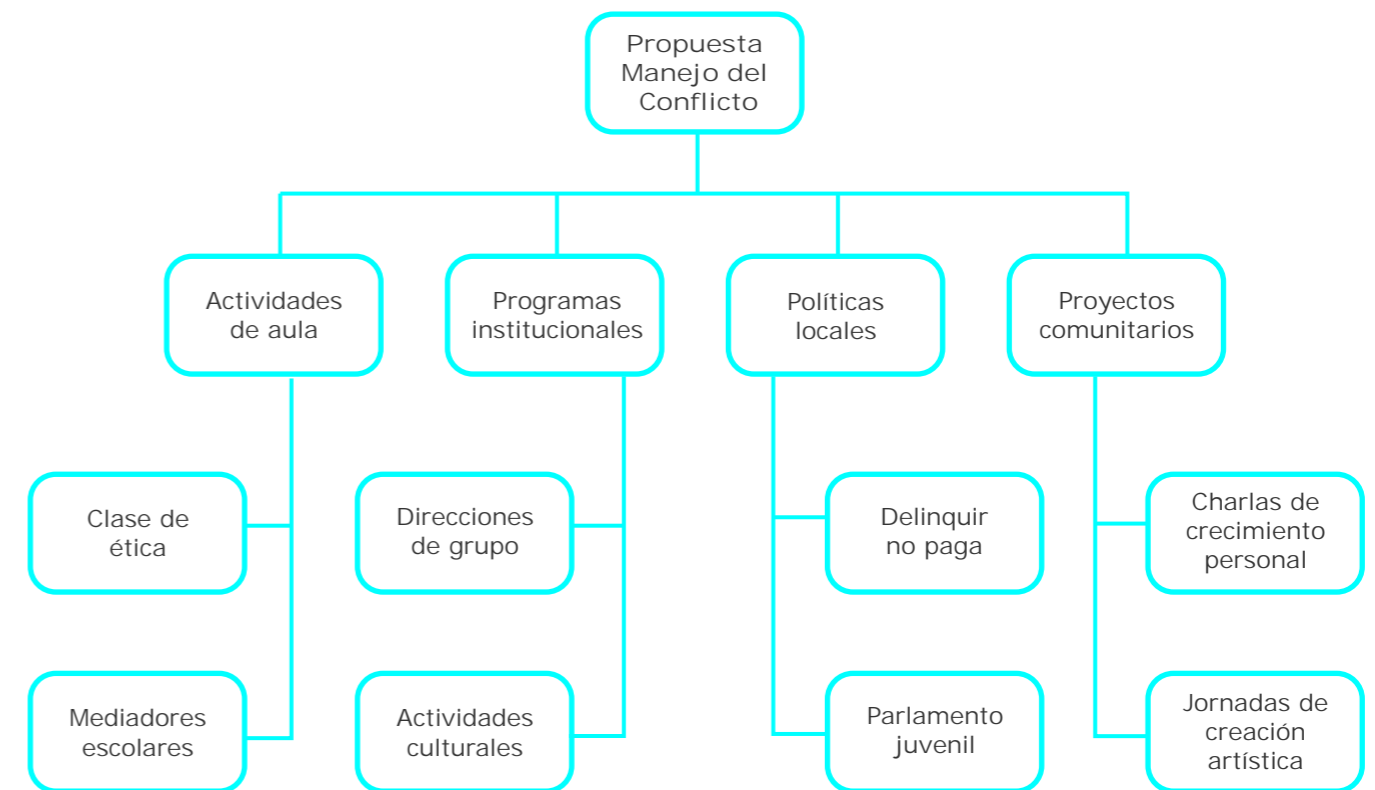 Propuesta
Manejo del
Conflicto
Actividades
de aula
Programas
institucionales
Políticas
locales
Proyectos
comunitarios
Clase de
ética
Direcciones
de grupo
Delinquir
no paga
Charlas de
crecimiento
personal
Mediadores
escolares
Actividades
culturales
Parlamento
juvenil
Jornadas de
creación
artística